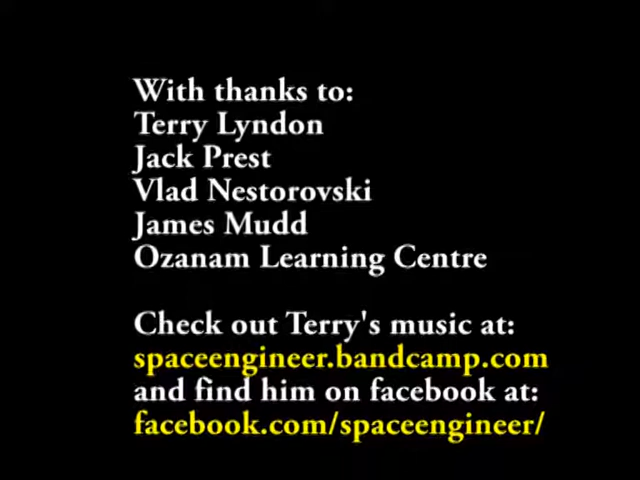 With thanks to:
Terry Lyndon
Jack Prest
Vlad Nestorovski
James Mudd
Ozanam Learning Centre
Check out Terry's music at:
spaceengineer.bandcamp.com
and find him on facebook at:
facebook.com/spaceengineer/